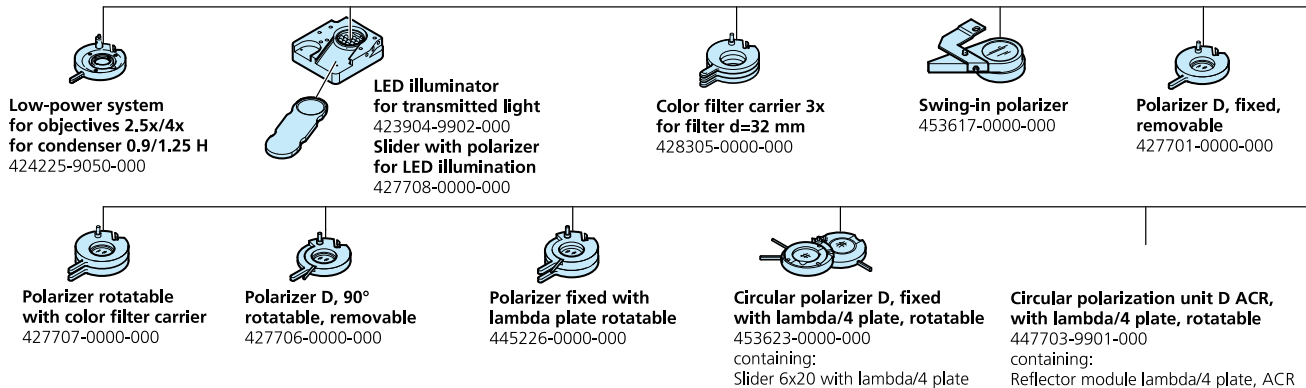 Low-power system
for objectives 2.5x/4x
for condenser 0.9/1.25 H
424225-9050-000
LED illuminator
for transmitted light
423904-9902-000
Slider with polarizer
for LED illumination
427708-0000-000
Color filter carrier 3x
for filter d=32 mm
428305-0000-000
Swing-in polarizer
453617-0000-000
Polarizer D, fixed,
removable
427701-0000-000
Polarizer rotatable
with color filter carrier
427707-0000-000
Polarizer D, 90°
rotatable, removable
427706-0000-000
Polarizer fixed with
lambda plate rotatable
445226-0000-000
Circular polarizer D, fixed
with lambda/4 plate, rotatable
453623-0000-000
containing:
Slider 6x20 with lambda/4 plate
Circular polarization unit D ACR,
with lambda/4 plate, rotatable
447703-9901-000
containing:
Reflector module lambda/4 plate, ACR